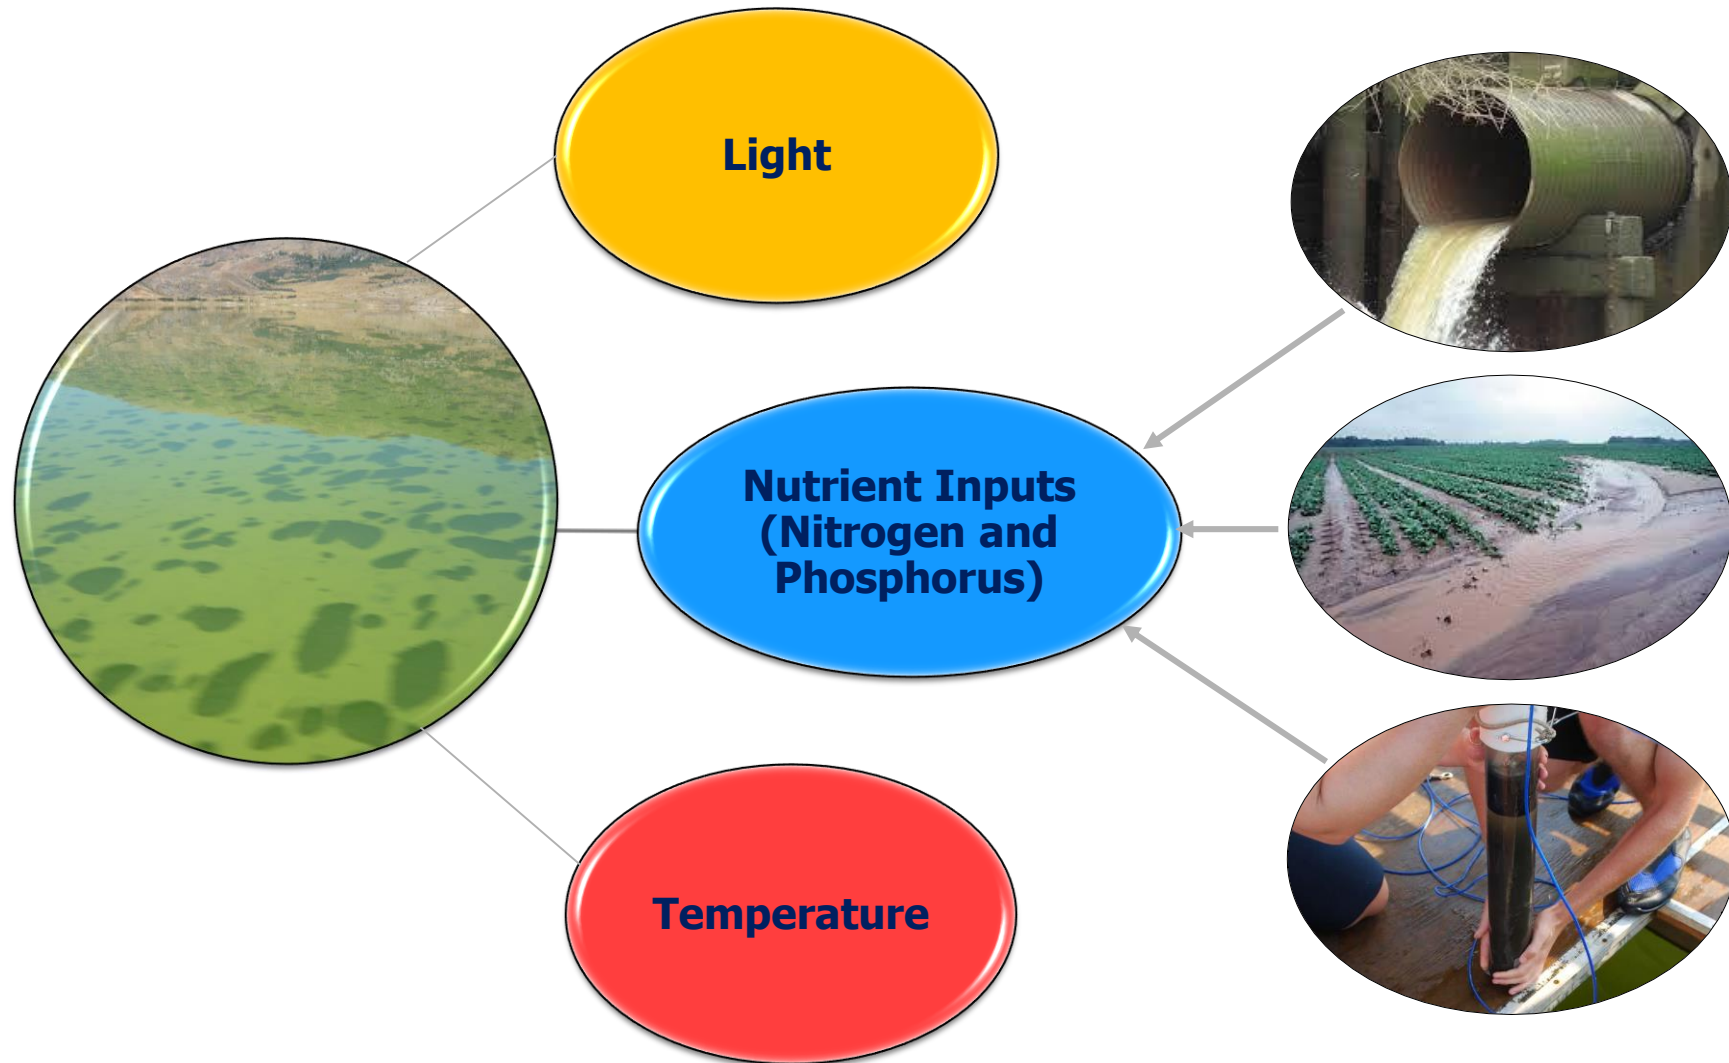 Light
Nutrient Inputs
(Nitrogen and
Phosphorus)
Temperature